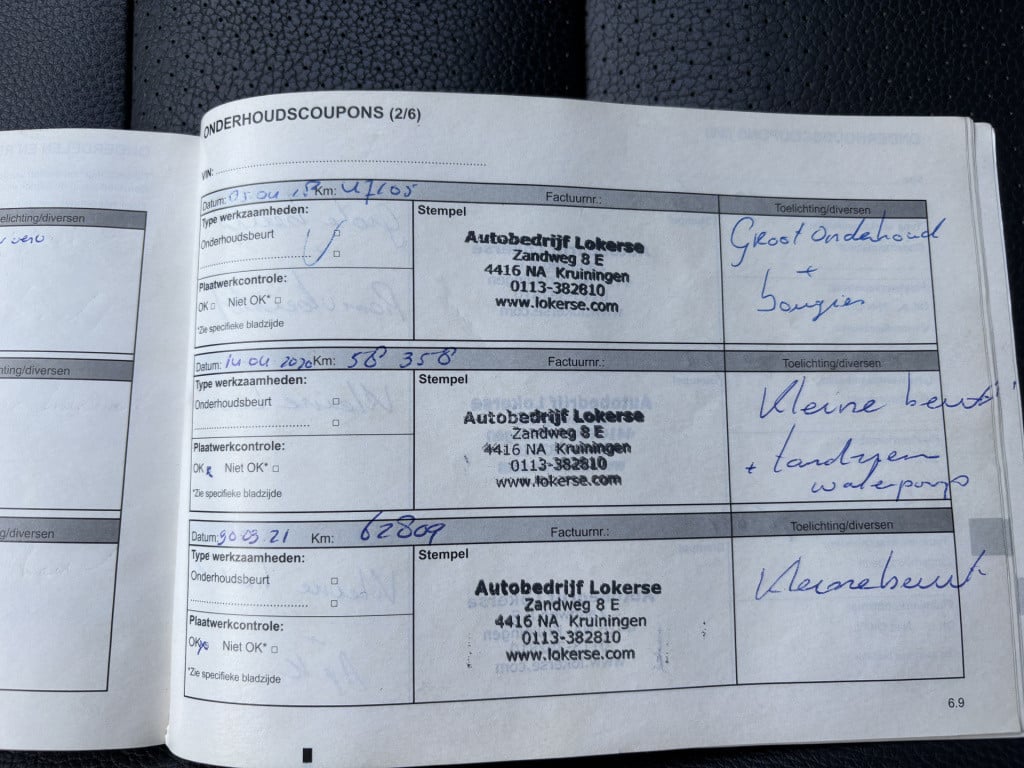 ONDERHOUDSCOUPONS (2/6)
VIN:
Datum: 05.04 Km: 47105 Factuurnr.: Toelichting/diversen
Type werkzaamheden:
Onderhoudsbeurt
Plaatwerkcontrole:
OK Niet OK*
*Zie specifieke bladzijde
Stempel
Autobedrijf Lokerse
Zandweg 8 E
4416 NA Kruiningen
0113-382810
www.lokerse.com
Groot onderhoud
+
bougies
Datum: 14 04 2020 Km: 58 358 Factuurnr.: Toelichting/diversen
Type werkzaamheden:
Onderhoudsbeurt
Plaatwerkcontrole:
OK Niet OK*
*Zie specifieke bladzijde
Stempel
Autobedrijf Lokerse
Zandweg 8 E
4416 NA Kruiningen
0113-382810
www.lokerse.com
Kleine beurt
+ tandriem
waterpomp
Datum: 30 03 21 Km: 62809 Factuurnr.: Toelichting/diversen
Type werkzaamheden:
Onderhoudsbeurt
Plaatwerkcontrole:
OK Niet OK*
*Zie specifieke bladzijde
Stempel
Autobedrijf Lokerse
Zandweg 8 E
4416 NA Kruiningen
0113-382810
www.lokerse.com
Kleine beurt
6.9